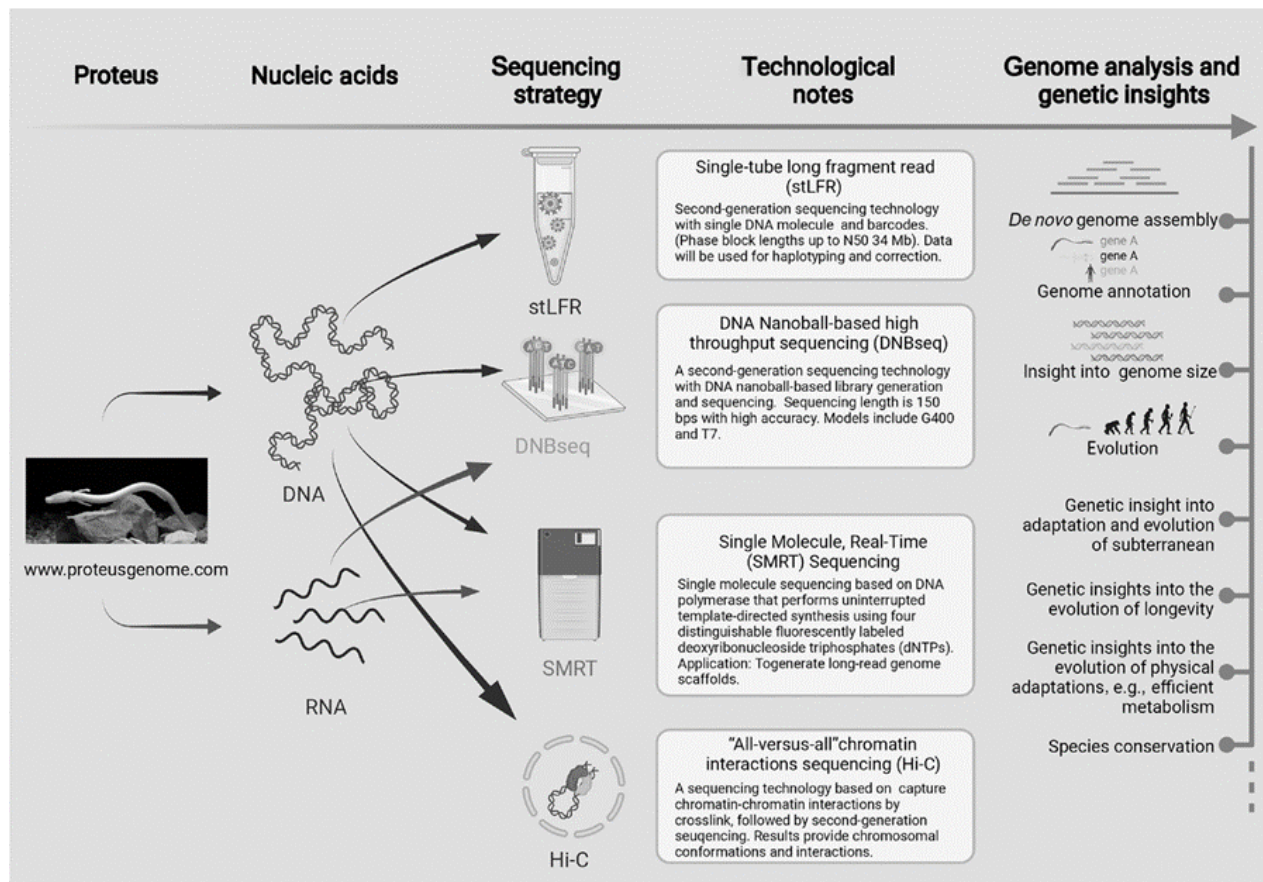 Proteus
Nucleic acids
Sequencing
strategy
Technological
notes
Genome analysis and
genetic insights
stLFR
DNBseq
SMRT
Hi-C
DNA
RNA
www.proteusgenome.com
Single-tube long fragment read
(stLFR)
Second-generation sequencing technology
with single DNA molecule and barcodes.
(Phase block lengths up to N50 34 Mb). Data
will be used for haplotyping and correction.
DNA Nanoball-based high
throughput sequencing (DNBseq)
A second-generation sequencing technology
with DNA nanoball-based library generation
and sequencing. Sequencing length is 150
bps with high accuracy. Models include G400
and T7.
Single Molecule, Real-Time
(SMRT) Sequencing
Single molecule sequencing based on DNA
polymerase that performs uninterrupted
template-directed synthesis using four
distinguishable fluorescently labeled
deoxyribonucleoside triphosphates (dNTPs).
Application: Togenerate long-read genome
scaffolds.
“All-versus-all”chromatin
interactions sequencing (Hi-C)
A sequencing technology based on capture
chromatin-chromatin interactions by
crosslink, followed by second-generation
seuqencing. Results provide chromosomal
conformations and interactions.
De novo genome assembly
gene A
gene A
gene A
Genome annotation
Insight into genome size
Evolution
Genetic insight into
adaptation and evolution
of subterranean
Genetic insights into the
evolution of longevity
Genetic insights into the
evolution of physical
adaptations, e.g., efficient
metabolism
Species conservation